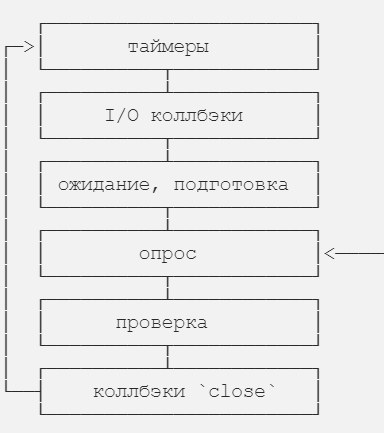 таймеры
I/O коллбэки
ожидание, подготовка
опрос
проверка
коллбэки `close`